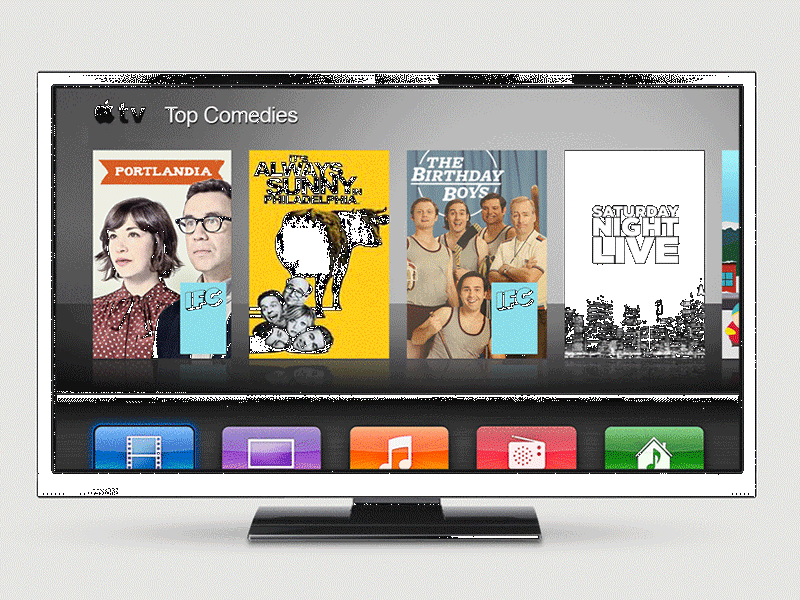 tv Top Comedies
PORTLANDIA
IFC
IT'S
ALWAYS
SUNNY IN
PHILADELPHIA
THE
BIRTHDAY
BOYS
IFC
SATURDAY
NIGHT
LIVE